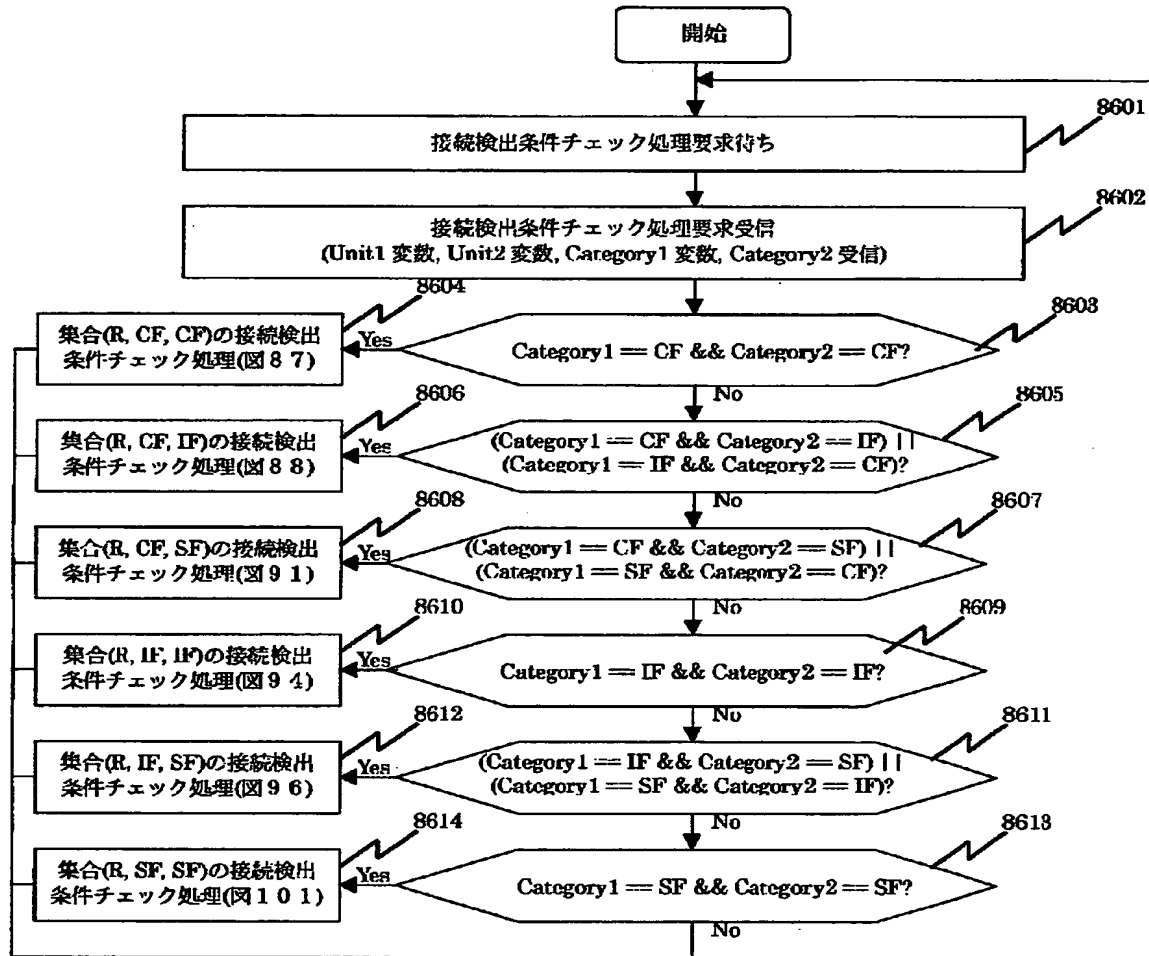 開始
8601
接続検出条件チェック処理要求待ち
8602
接続検出条件チェック処理要求受信
(Unit1 変数, Unit2 変数, Category1 変数, Category2 受信)
8604
集合(R, CF, CF)の接続検出
条件チェック処理(図87)
Yes
8603
Category1 == CF && Category2 == CF?
No
8606
集合(R, CF, IF)の接続検出
条件チェック処理(図88)
Yes
8605
(Category1 == CF && Category2 == IF) ||
(Category1 == IF && Category2 == CF)?
No
8608
集合(R, CF, SF)の接続検出
条件チェック処理(図91)
Yes
8607
(Category1 == CF && Category2 == SF) ||
(Category1 == SF && Category2 == CF)?
No
8610
集合(R, IF, IF)の接続検出
条件チェック処理(図94)
Yes
8609
Category1 == IF && Category2 == IF?
No
8612
集合(R, IF, SF)の接続検出
条件チェック処理(図96)
Yes
8611
(Category1 == IF && Category2 == SF) ||
(Category1 == SF && Category2 == IF)?
No
8614
集合(R, SF, SF)の接続検出
条件チェック処理(図101)
Yes
8613
Category1 == SF && Category2 == SF?
No